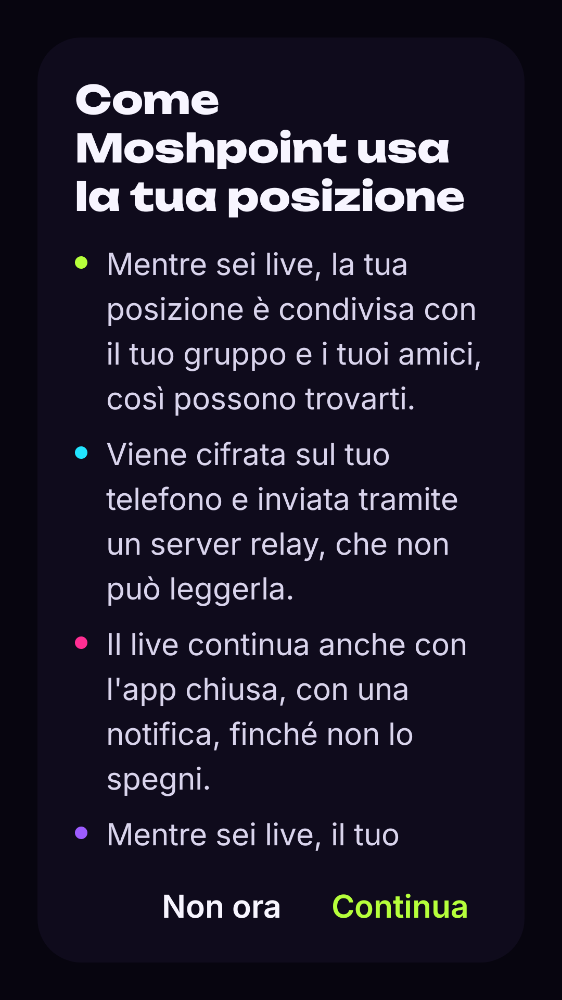 Come
Moshpoint usa
la tua posizione
Mentre sei live, la tua
posizione è condivisa con
il tuo gruppo e i tuoi amici,
così possono trovarti.
Viene cifrata sul tuo
telefono e inviata tramite
un server relay, che non
può leggerla.
Il live continua anche con
l'app chiusa, con una
notifica, finché non lo
spegni.
Mentre sei live, il tuo
Non ora
Continua